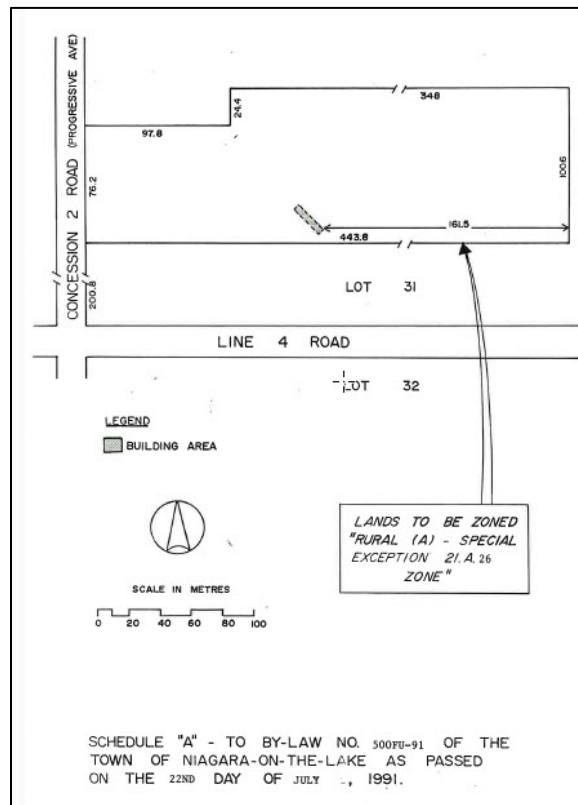 CONCESSION 2 ROAD (PROGRESSIVE AVE)
348
24.4
97.8
76.2
100.6
161.5
443.8
200.8
LOT 31
LINE 4 ROAD
LOT 32
LEGEND
BUILDING AREA
LANDS TO BE ZONED
"RURAL (A) - SPECIAL
EXCEPTION 21.A.26
ZONE"
SCALE IN METRES
0 20 40 60 80 100
SCHEDULE "A" - TO BY-LAW NO. 500FU-91 OF THE
TOWN OF NIAGARA-ON-THE-LAKE AS PASSED
ON THE 22ND DAY OF JULY , 1991.